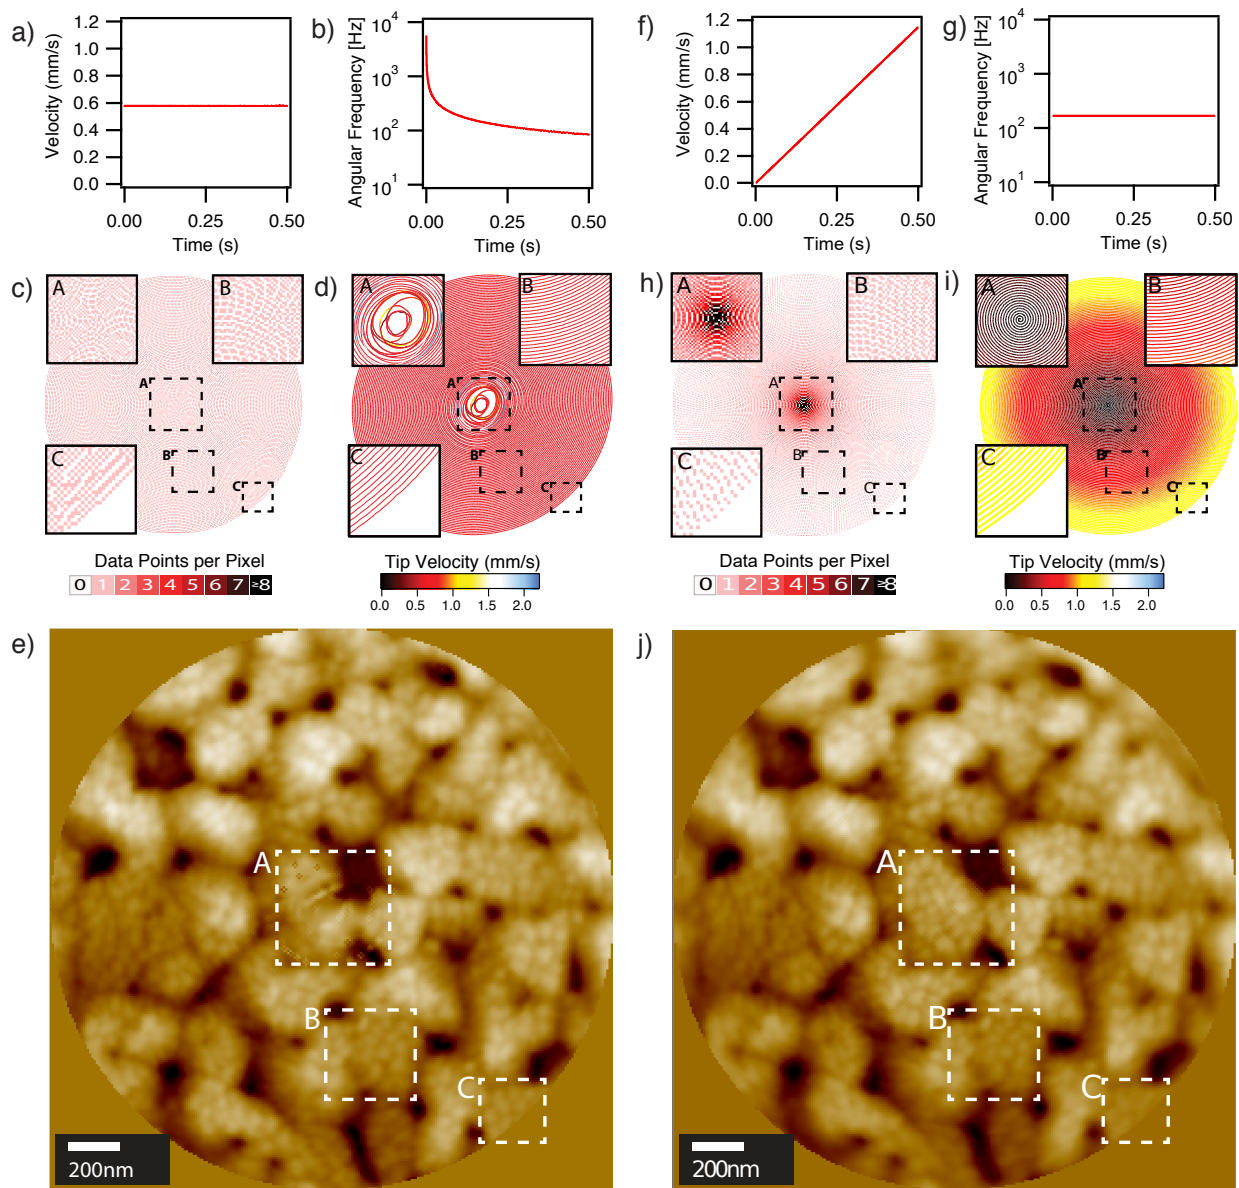 a)
1.2
1.0
0.8
0.6
0.4
0.2
0.0
Velocity (mm/s)
0.00 0.25 0.50
Time (s)
b)
10⁴
10³
10²
10¹
Angular Frequency [Hz]
0.00 0.25 0.50
Time (s)
f)
1.2
1.0
0.8
0.6
0.4
0.2
0.0
Velocity (mm/s)
0.00 0.25 0.50
Time (s)
g)
10⁴
10³
10²
10¹
Angular Frequency [Hz]
0.00 0.25 0.50
Time (s)
c)
A
B
A
B
C
C
Data Points per Pixel
0 1 2 3 4 5 6 7 ≥8
d)
A
B
A
B
C
C
Tip Velocity (mm/s)
0.0 0.5 1.0 1.5 2.0
h)
A
B
A
B
C
C
Data Points per Pixel
0 1 2 3 4 5 6 7 ≥8
i)
A
B
A
B
C
C
Tip Velocity (mm/s)
0.0 0.5 1.0 1.5 2.0
e)
A
B
C
200nm
j)
A
B
C
200nm